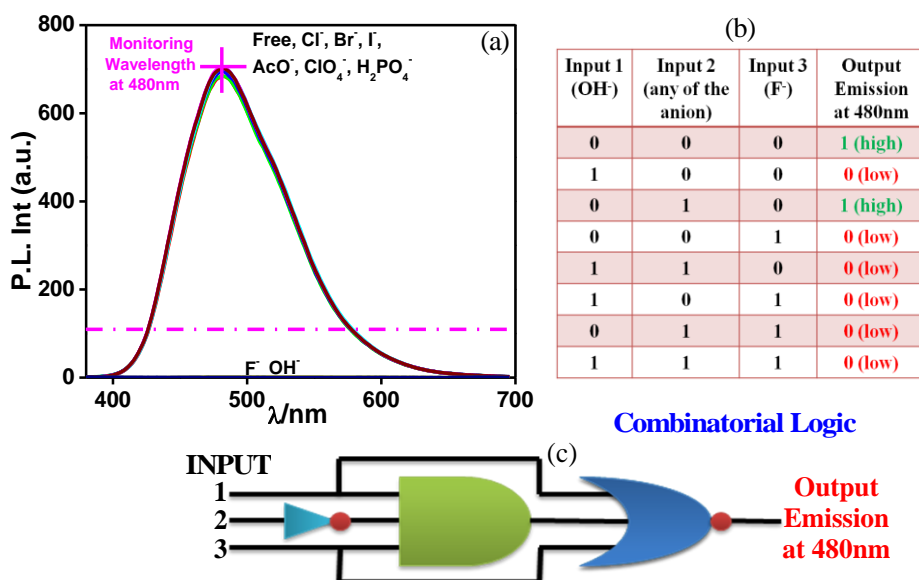 (a)
800
600
400
200
0
P.L. Int (a.u.)
400 500 600 700
λ/nm
Monitoring
Wavelength
at 480nm
Free, Cl⁻, Br⁻, I⁻,
AcO⁻, ClO₄⁻, H₂PO₄⁻
F⁻ OH⁻
(b)
Input 1 (OH⁻) | Input 2 (any of the anion) | Input 3 (F⁻) | Output Emission at 480nm
0 0 0 1 (high)
1 0 0 0 (low)
0 1 0 1 (high)
0 0 1 0 (low)
1 1 0 0 (low)
1 0 1 0 (low)
0 1 1 0 (low)
1 1 1 0 (low)
Combinatorial Logic
(c)
INPUT
1
2
3
Output
Emission
at 480nm